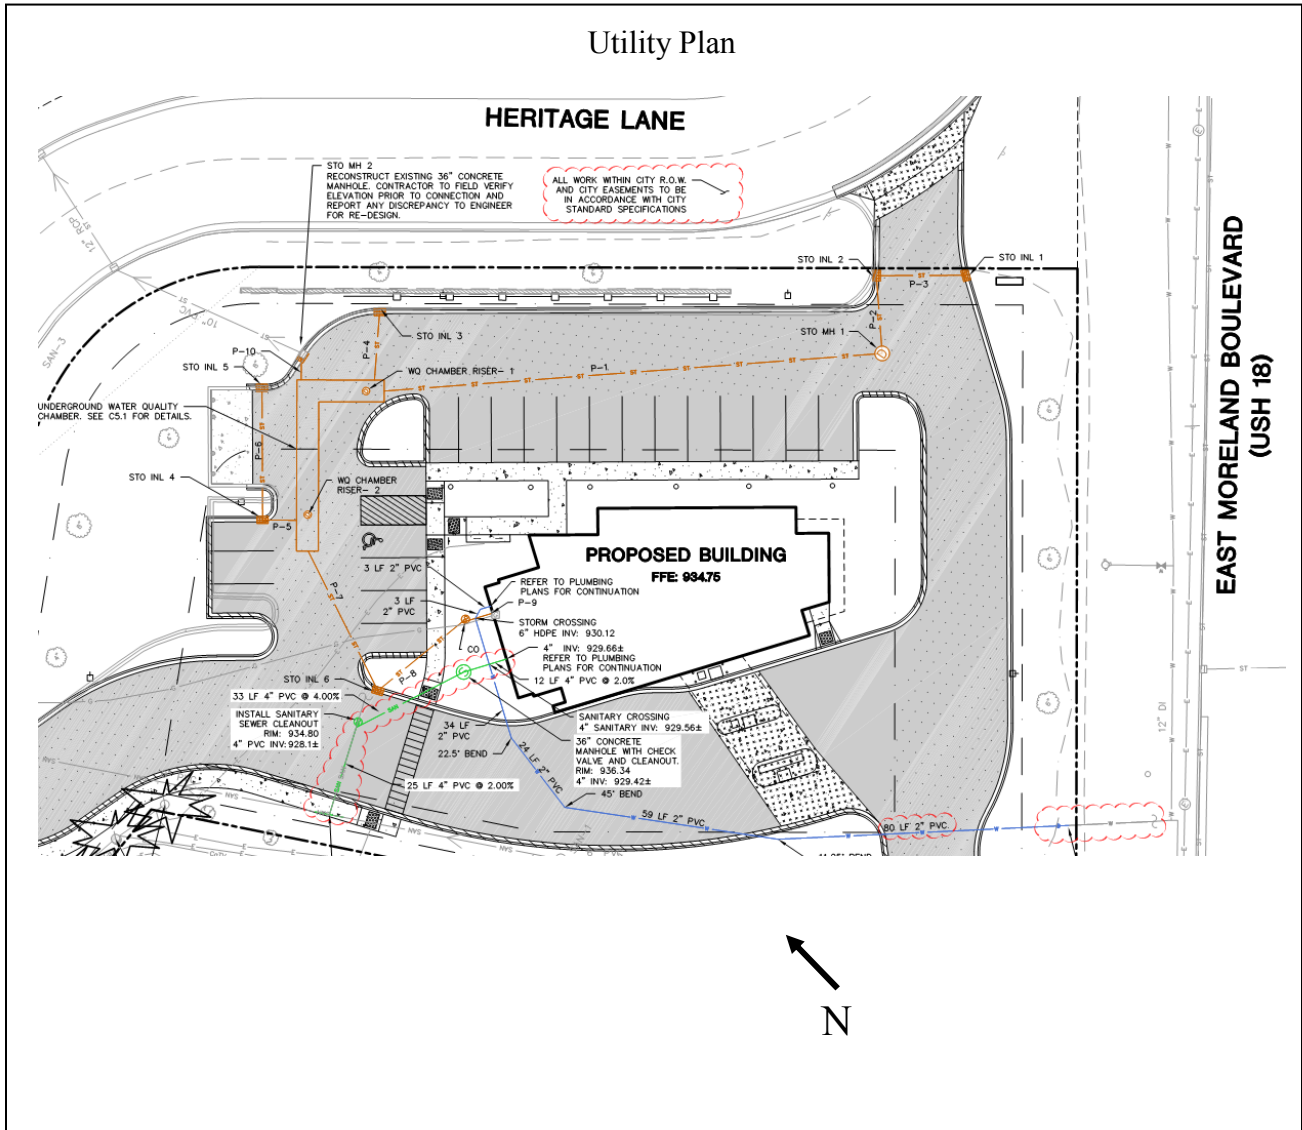 Utility Plan
HERITAGE LANE
STO MH 2
RECONSTRUCT EXISTING 36" CONCRETE
MANHOLE. CONTRACTOR TO FIELD VERIFY
ELEVATION PRIOR TO CONNECTION AND
REPORT ANY DISCREPANCY TO ENGINEER
FOR RE-DESIGN.
ALL WORK WITHIN CITY R.O.W.
AND CITY EASEMENTS TO BE
IN ACCORDANCE WITH CITY
STANDARD SPECIFICATIONS
12" RCP
10" PVC
SAN-3
STO INL 2
STO INL 1
P-3
P-2
STO MH 1
EAST MORELAND BOULEVARD
(USH 18)
STO INL 3
P-10
P-4
P-1
STO INL 5
WQ CHAMBER RISER- 1
UNDERGROUND WATER QUALITY
CHAMBER. SEE C5.1 FOR DETAILS.
P-6
STO INL 4
WQ CHAMBER
RISER- 2
P-5
PROPOSED BUILDING
FFE: 934.75
3 LF 2" PVC
REFER TO PLUMBING
PLANS FOR CONTINUATION
P-7
3 LF
2" PVC
P-9
STORM CROSSING
6" HDPE INV: 930.12
CO
4" INV: 929.66±
REFER TO PLUMBING
PLANS FOR CONTINUATION
P-8
STO INL 6
12 LF 4" PVC @ 2.0%
33 LF 4" PVC @ 4.00%
INSTALL SANITARY
SEWER CLEANOUT
RIM: 934.80
4" PVC INV:928.1±
34 LF
2" PVC
22.5° BEND
24 LF 2" PVC
SANITARY CROSSING
4" SANITARY INV: 929.56±
36" CONCRETE
MANHOLE WITH CHECK
VALVE AND CLEANOUT.
RIM: 936.34
4" INV: 929.42±
25 LF 4" PVC @ 2.00%
45° BEND
59 LF 2" PVC
80 LF 2" PVC
12" DI
ST
N